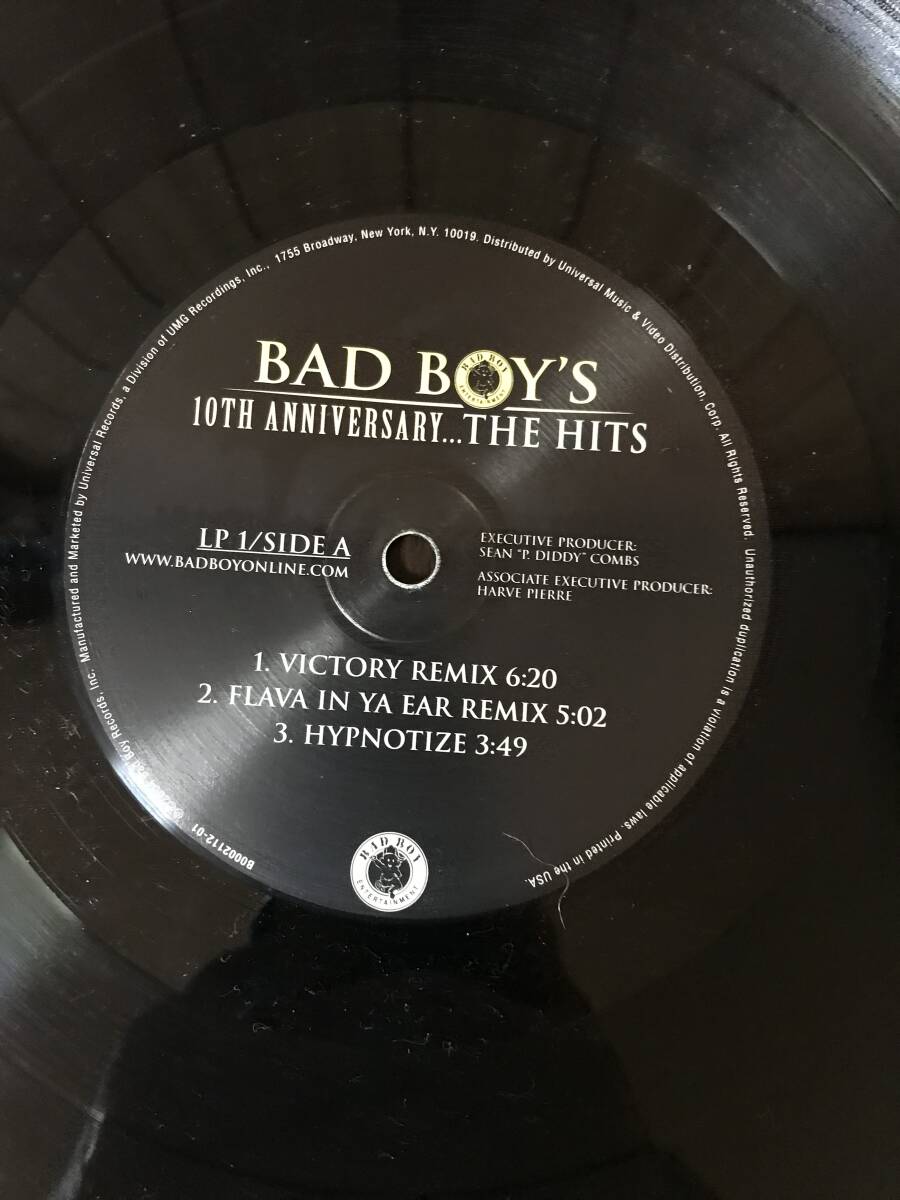 Manufactured and Marketed by Universal Records, a Division of UMG Recordings, Inc., 1755 Broadway, New York, N.Y. 10019. Distributed by Universal Music & Video Distribution, Corp. All Rights Reserved. Unauthorized duplication is a violation of applicable laws. Printed in the USA.
BAD BOY'S
BAD BOY
ENTERTAINMENT
10TH ANNIVERSARY...THE HITS
LP 1/SIDE A
WWW.BADBOYONLINE.COM
EXECUTIVE PRODUCER:
SEAN "P. DIDDY" COMBS
ASSOCIATE EXECUTIVE PRODUCER:
HARVE PIERRE
1. VICTORY REMIX 6:20
2. FLAVA IN YA EAR REMIX 5:02
3. HYPNOTIZE 3:49
Boy Records, Inc.
B0002112-01
BAD BOY
ENTERTAINMENT